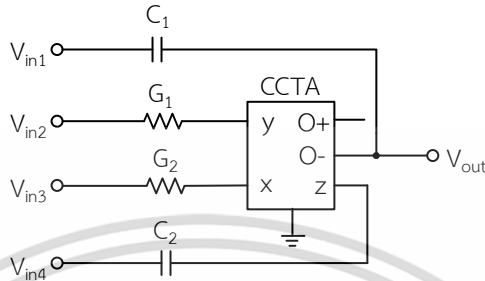 C1
Vin1
G1
CCTA
Vin2
y O+
O-
Vout
G2
Vin3
x z
C2
Vin4